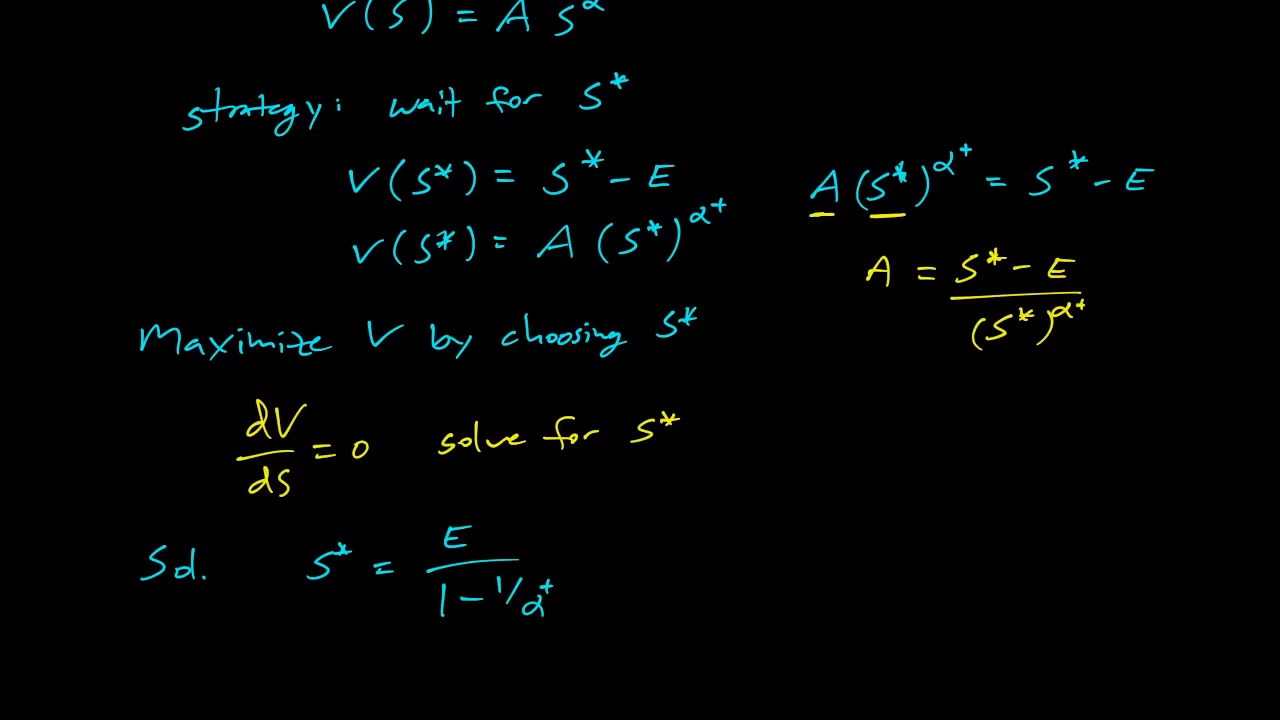 V(S) = A S^α
strategy: wait for S*
V(S*) = S* - E
V(S*) = A (S*)^α+
A (S*)^α+ = S* - E
A = S* - E / (S*)^α+
Maximize V by choosing S*
dV/dS = 0 solve for S*
Sol. S* = E / 1 - 1/α+